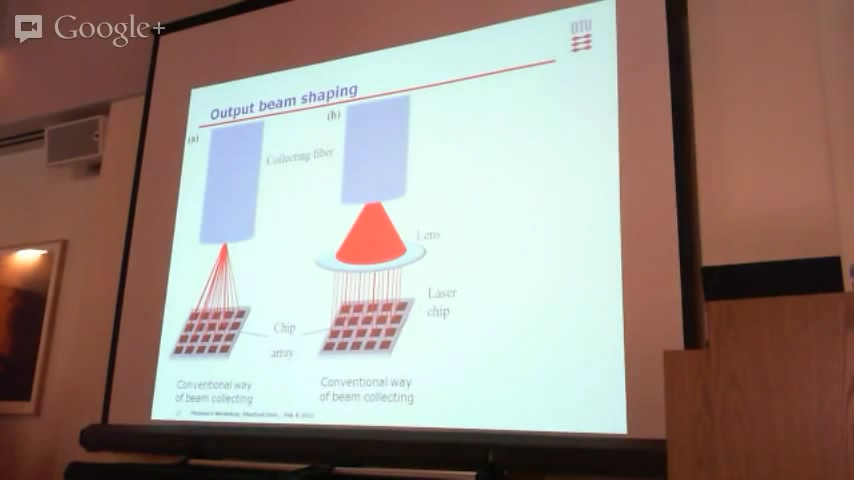 Google+
DTU
Output beam shaping
(a)
(b)
Collecting fiber
Lens
Laser
chip
Chip
array
Conventional way
of beam collecting
Conventional way
of beam collecting